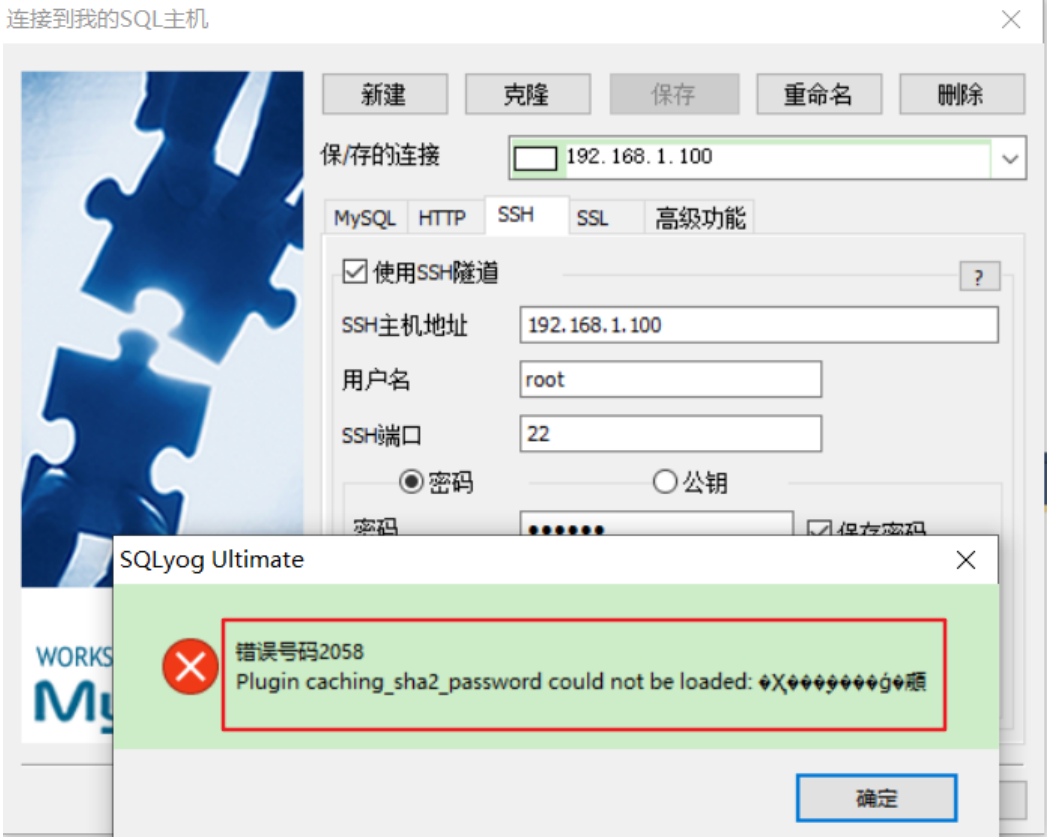 连接到我的SQL主机
新建 克隆 保存 重命名 删除
保/存的连接 192.168.1.100
MySQL HTTP SSH SSL 高级功能
使用SSH隧道 ?
SSH主机地址 192.168.1.100
用户名 root
SSH端口 22
密码 公钥
密码 •••••• 保存密码
SQLyog Ultimate
错误号码2058
Plugin caching_sha2_password could not be loaded:
WORKS
My
确定